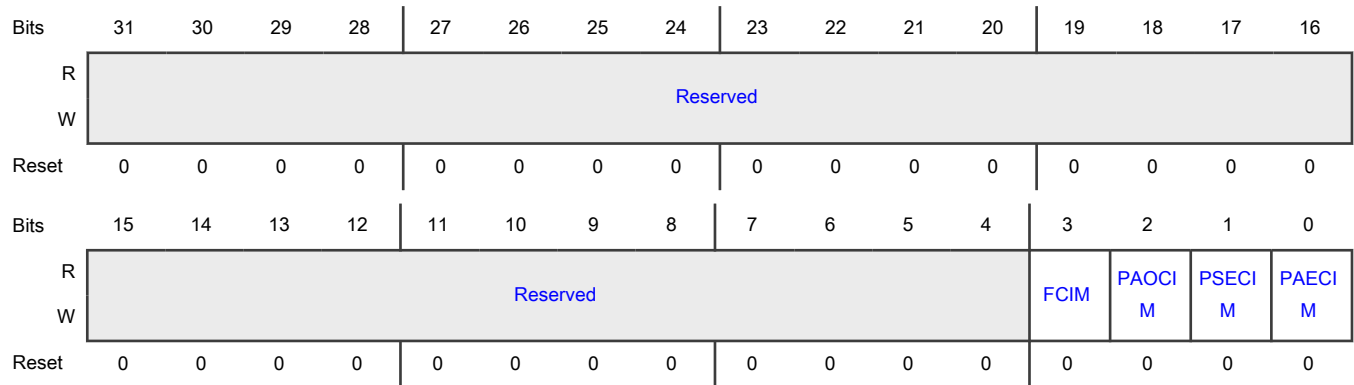 Bits 31 30 29 28 27 26 25 24 23 22 21 20 19 18 17 16
R
Reserved
W
Reset 0 0 0 0 0 0 0 0 0 0 0 0 0 0 0 0
Bits 15 14 13 12 11 10 9 8 7 6 5 4 3 2 1 0
R
Reserved FCIM PAOCI M PSECI M PAECI M
W
Reset 0 0 0 0 0 0 0 0 0 0 0 0 0 0 0 0